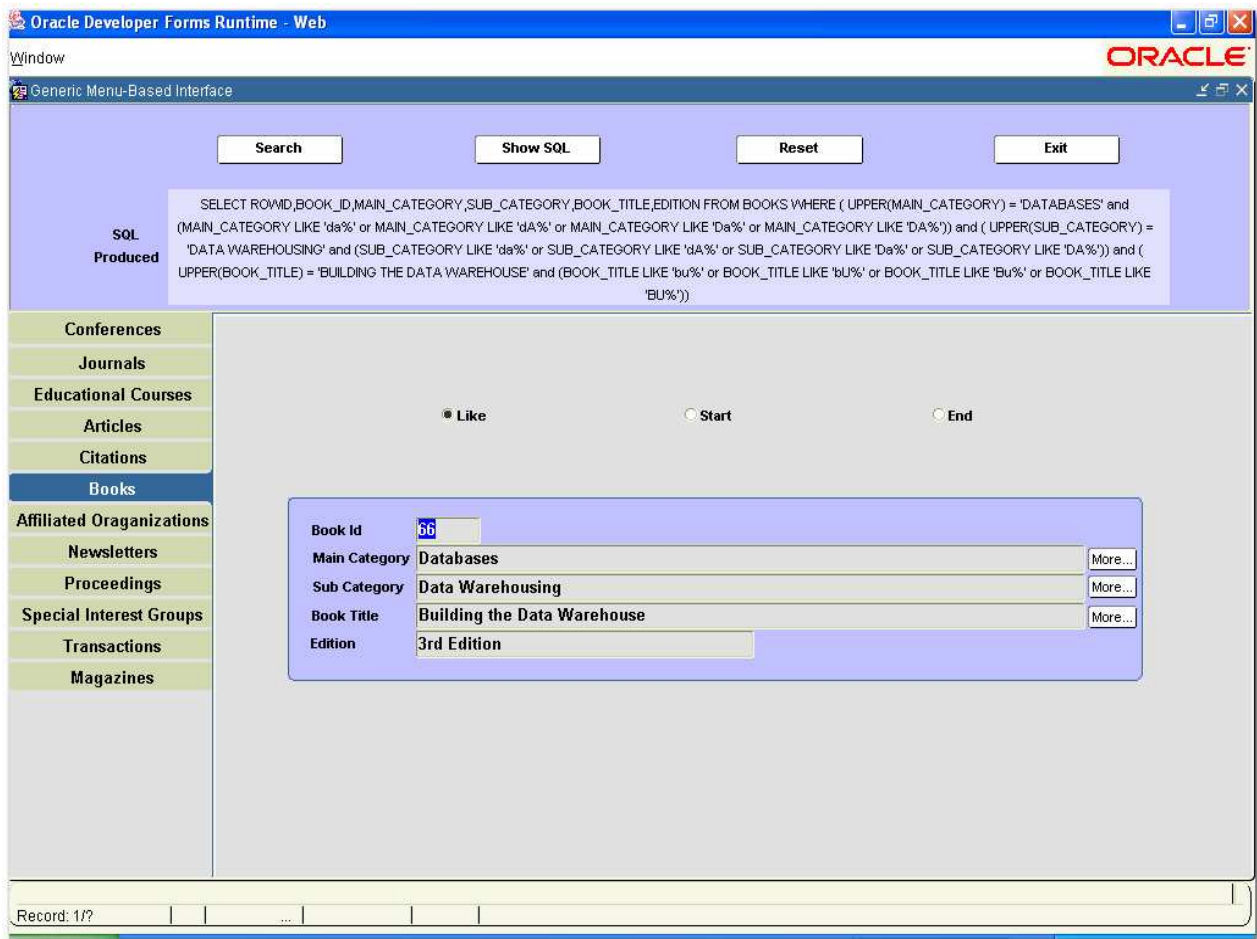 Oracle Developer Forms Runtime - Web
Window
ORACLE
Generic Menu-Based Interface
Search Show SQL Reset Exit
SQL Produced
SELECT ROWID,BOOK_ID,MAIN_CATEGORY,SUB_CATEGORY,BOOK_TITLE,EDITION FROM BOOKS WHERE ( UPPER(MAIN_CATEGORY) = 'DATABASES' and
(MAIN_CATEGORY LIKE 'da%' or MAIN_CATEGORY LIKE 'dA%' or MAIN_CATEGORY LIKE 'Da%' or MAIN_CATEGORY LIKE 'DA%')) and ( UPPER(SUB_CATEGORY) =
'DATA WAREHOUSING' and (SUB_CATEGORY LIKE 'da%' or SUB_CATEGORY LIKE 'dA%' or SUB_CATEGORY LIKE 'Da%' or SUB_CATEGORY LIKE 'DA%')) and (
UPPER(BOOK_TITLE) = 'BUILDING THE DATA WAREHOUSE' and (BOOK_TITLE LIKE 'bu%' or BOOK_TITLE LIKE 'bU%' or BOOK_TITLE LIKE 'Bu%' or BOOK_TITLE LIKE
'BU%'))
Conferences
Journals
Educational Courses
Articles
Citations
Books
Affiliated Oraganizations
Newsletters
Proceedings
Special Interest Groups
Transactions
Magazines
Like Start End
Book Id 66
Main Category Databases More...
Sub Category Data Warehousing More...
Book Title Building the Data Warehouse More...
Edition 3rd Edition
Record: 1/? ...